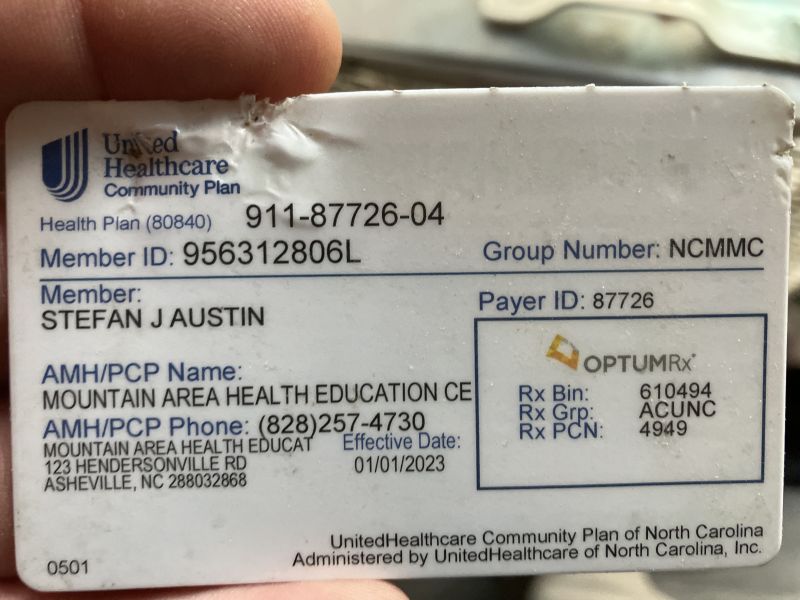 United
Healthcare
Community Plan
Health Plan (80840) 911-87726-04
Member ID: 956312806L Group Number: NCMMC
Member:
STEFAN J AUSTIN
Payer ID: 87726
OPTUMRx
AMH/PCP Name:
MOUNTAIN AREA HEALTH EDUCATION CE
AMH/PCP Phone: (828)257-4730
MOUNTAIN AREA HEALTH EDUCAT
123 HENDERSONVILLE RD
ASHEVILLE, NC 288032868
Effective Date:
01/01/2023
Rx Bin: 610494
Rx Grp: ACUNC
Rx PCN: 4949
0501
UnitedHealthcare Community Plan of North Carolina
Administered by UnitedHealthcare of North Carolina, Inc.